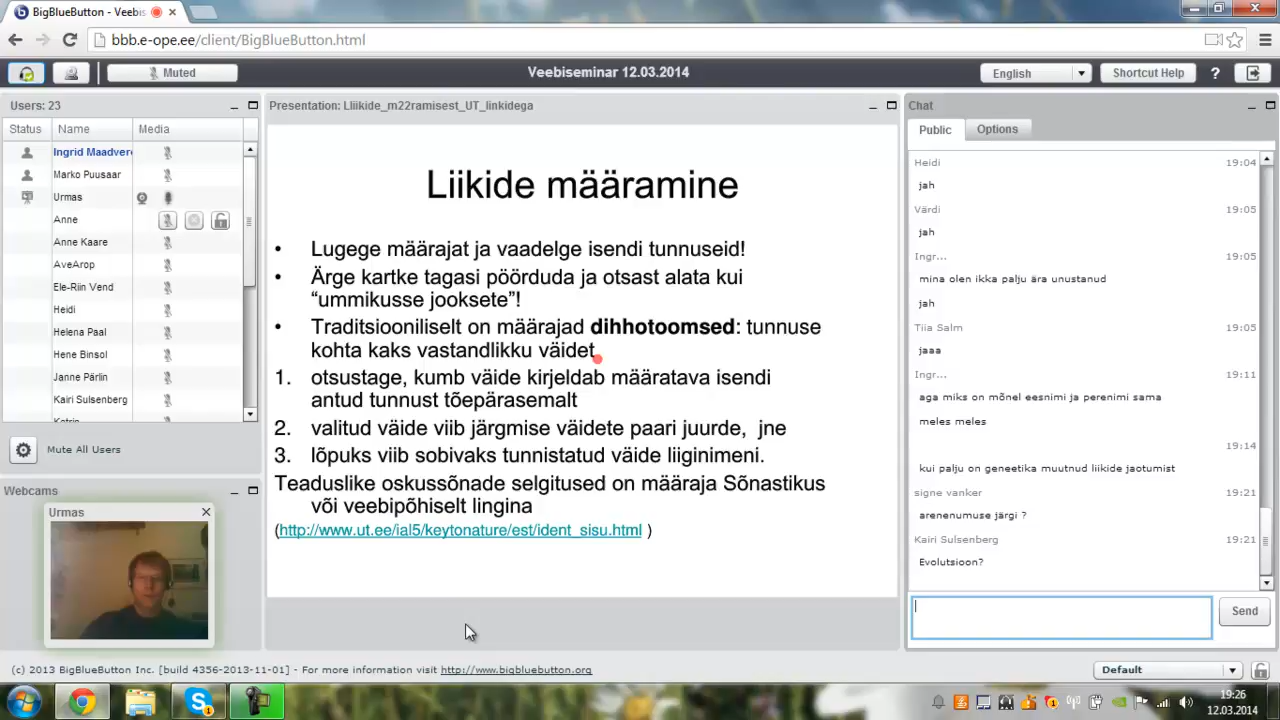 BigBlueButton - Veebis
bbb.e-ope.ee/client/BigBlueButton.html
Muted
Veebiseminar 12.03.2014
English
Shortcut Help
?
Users: 23
Status Name Media
Ingrid Maadver
Marko Puusaar
Urmas
Anne
Anne Kaare
AveArop
Ele-Riin Vend
Heidi
Helena Paal
Hene Binsol
Janne Pärlin
Kairi Sulsenberg
Mute All Users
Webcams
Urmas
Presentation: Lliikide_m22ramisest_UT_linkidega
Liikide määramine
• Lugege määrajat ja vaadelge isendi tunnuseid!
• Ärge kartke tagasi pöörduda ja otsast alata kui
“ummikusse jooksete”!
• Traditsiooniliselt on määrajad dihhotoomsed: tunnuse
kohta kaks vastandlikku väidet
1. otsustage, kumb väide kirjeldab määratava isendi
antud tunnust tõepärasemalt
2. valitud väide viib järgmise väidete paari juurde, jne
3. lõpuks viib sobivaks tunnistatud väide liiginimeni.
Teaduslike oskussõnade selgitused on määraja Sõnastikus
või veebipõhiselt lingina
(http://www.ut.ee/ial5/keytonature/est/ident_sisu.html )
Chat
Public Options
Heidi 19:04
jah
Värdi 19:05
jah
Ingr... 19:05
mina olen ikka palju ära unustanud
jah
Tiia Salm 19:05
jaaa
Ingr... 19:11
aga miks on mõnel eesnimi ja perenimi sama
meles meles
19:14
kui palju on geneetika muutnud liikide jaotumist
signe vanker 19:21
arenenumuse järgi ?
Kairi Sulsenberg 19:21
Evolutsioon?
Send
(c) 2013 BigBlueButton Inc. [build 4356-2013-11-01] - For more information visit http://www.bigbluebutton.org
Default
19:26
12.03.2014